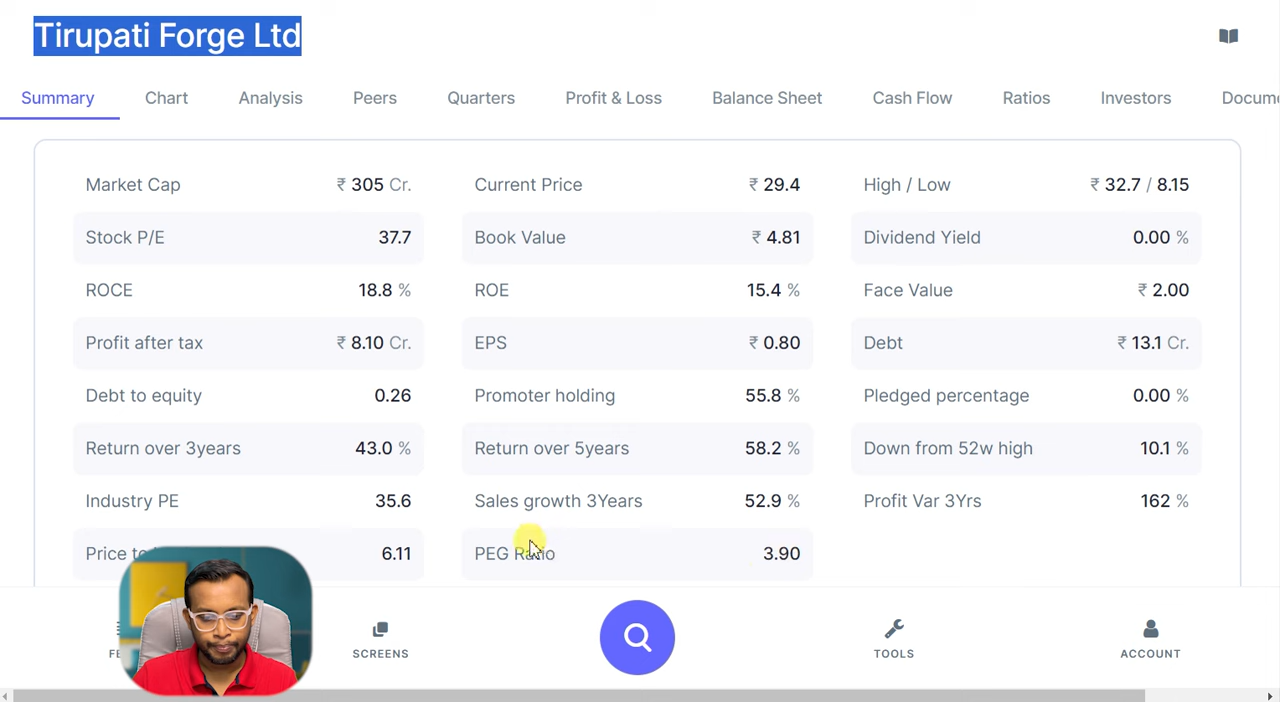 Tirupati Forge Ltd
Summary Chart Analysis Peers Quarters Profit & Loss Balance Sheet Cash Flow Ratios Investors
Market Cap ₹ 305 Cr. Current Price ₹ 29.4 High / Low ₹ 32.7 / 8.15
Stock P/E 37.7 Book Value ₹ 4.81 Dividend Yield 0.00 %
ROCE 18.8 % ROE 15.4 % Face Value ₹ 2.00
Profit after tax ₹ 8.10 Cr. EPS ₹ 0.80 Debt ₹ 13.1 Cr.
Debt to equity 0.26 Promoter holding 55.8 % Pledged percentage 0.00 %
Return over 3years 43.0 % Return over 5years 58.2 % Down from 52w high 10.1 %
Industry PE 35.6 Sales growth 3Years 52.9 % Profit Var 3Yrs 162 %
Price 6.11 PEG Ratio 3.90
SCREENS TOOLS ACCOUNT